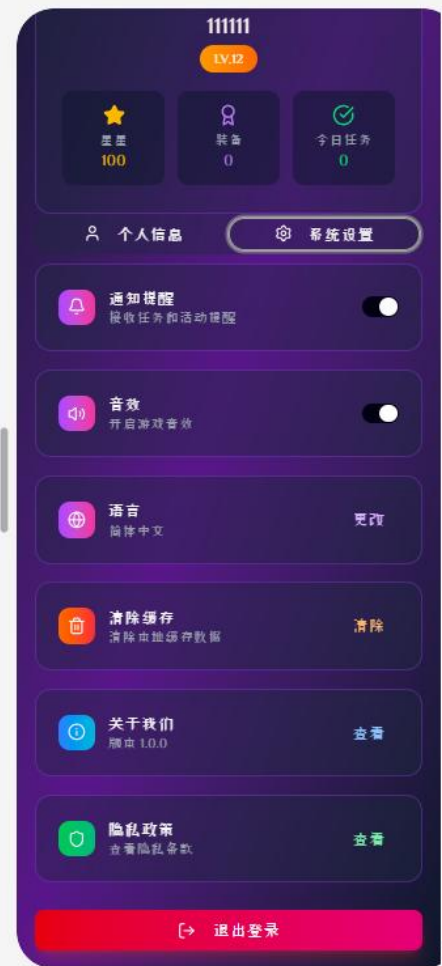 111111
LV.12
星星
100
装备
0
今日任务
0
个人信息
系统设置
通知提醒
接收任务和活动提醒
音效
开启游戏音效
语言
简体中文
更改
清除缓存
清除本地缓存数据
清除
关于我们
版本 1.0.0
查看
隐私政策
查看隐私条款
查看
退出登录